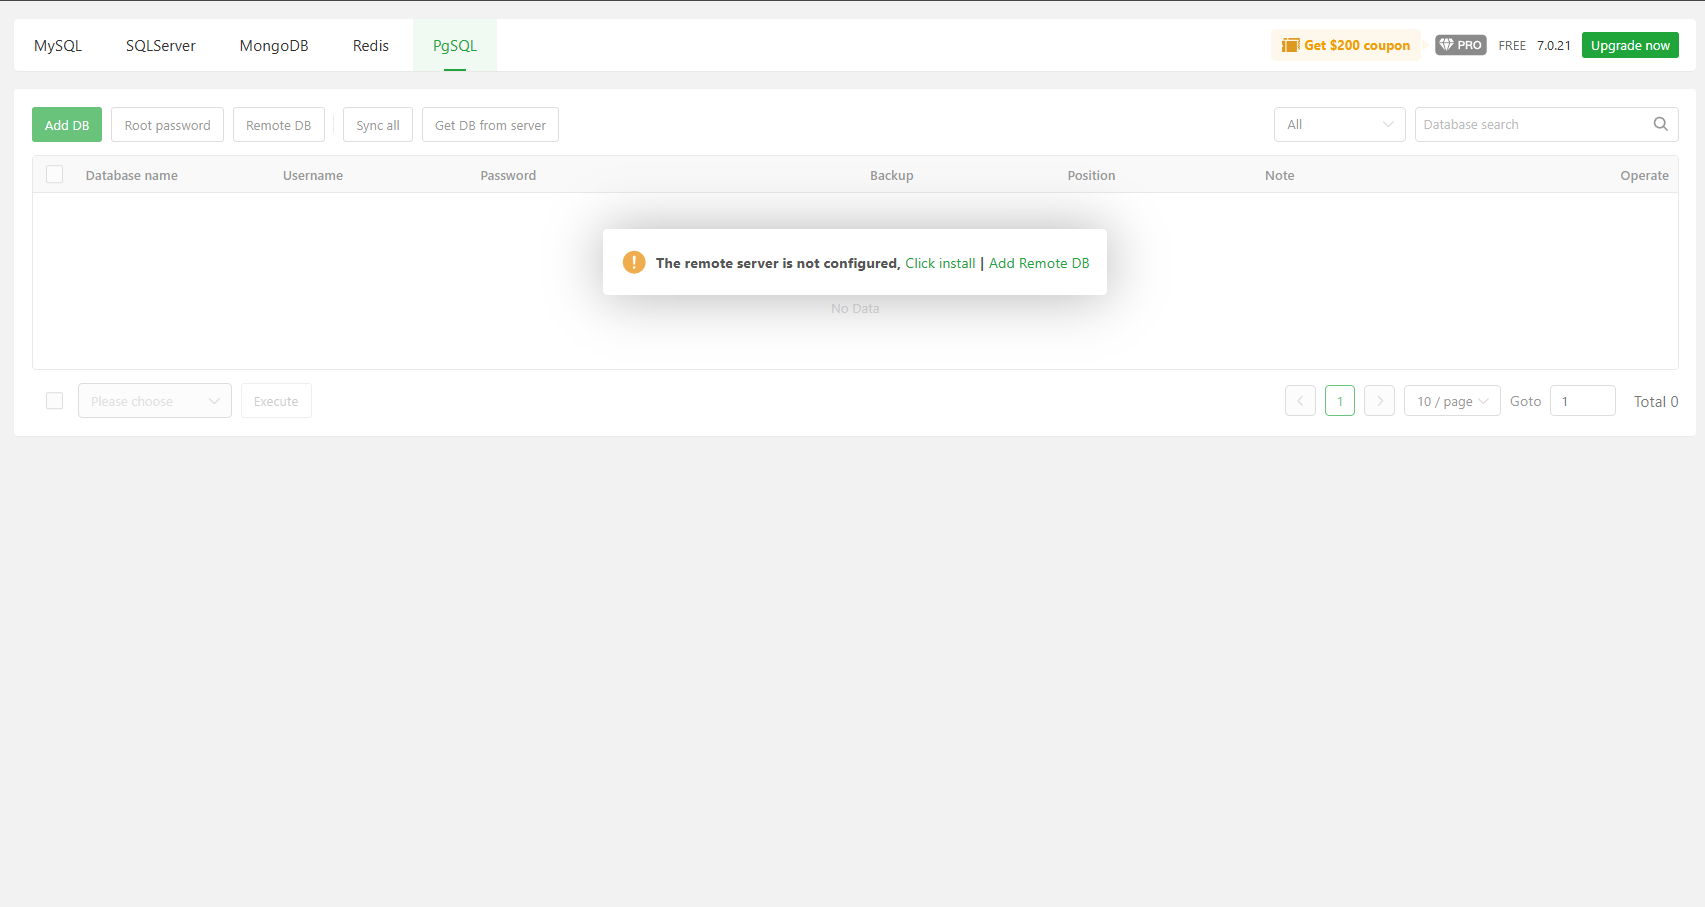 MySQL SQLServer MongoDB Redis PgSQL Get $200 coupon PRO FREE 7.0.21 Upgrade now
Add DB Root password Remote DB Sync all Get DB from server All Database search
Database name Username Password Backup Position Note Operate
The remote server is not configured, Click install | Add Remote DB
No Data
Please choose Execute 1 10 / page Goto 1 Total 0